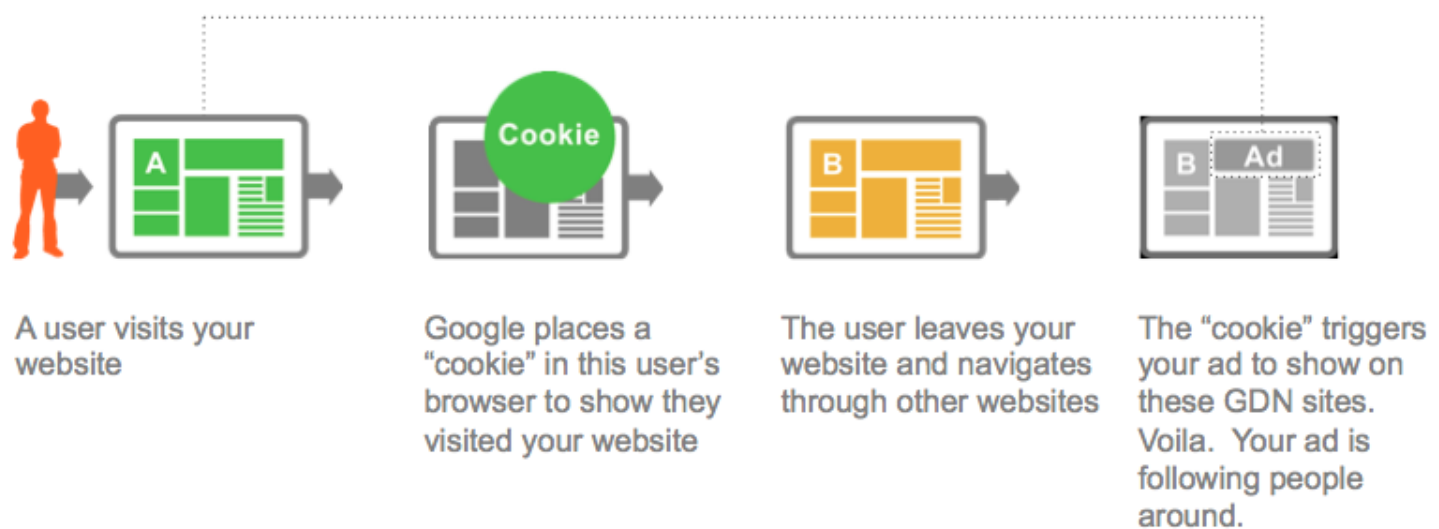 A
Cookie
B
B
Ad
A user visits your
website
Google places a
“cookie” in this user’s
browser to show they
visited your website
The user leaves your
website and navigates
through other websites
The “cookie” triggers
your ad to show on
these GDN sites.
Voila.  Your ad is
following people
around.